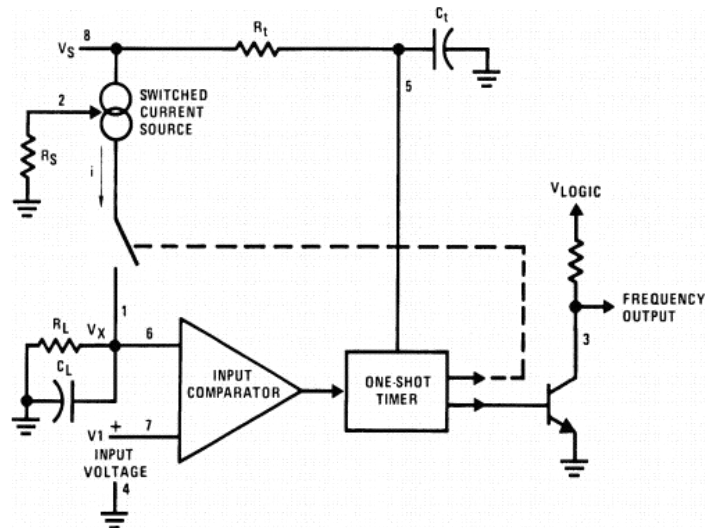 8
VS
Rt
Ct
5
2
SWITCHED
CURRENT
SOURCE
RS
i
VLOGIC
FREQUENCY
OUTPUT
3
1
RL
VX
6
CL
INPUT
COMPARATOR
ONE-SHOT
TIMER
+
7
V1
INPUT
VOLTAGE
4